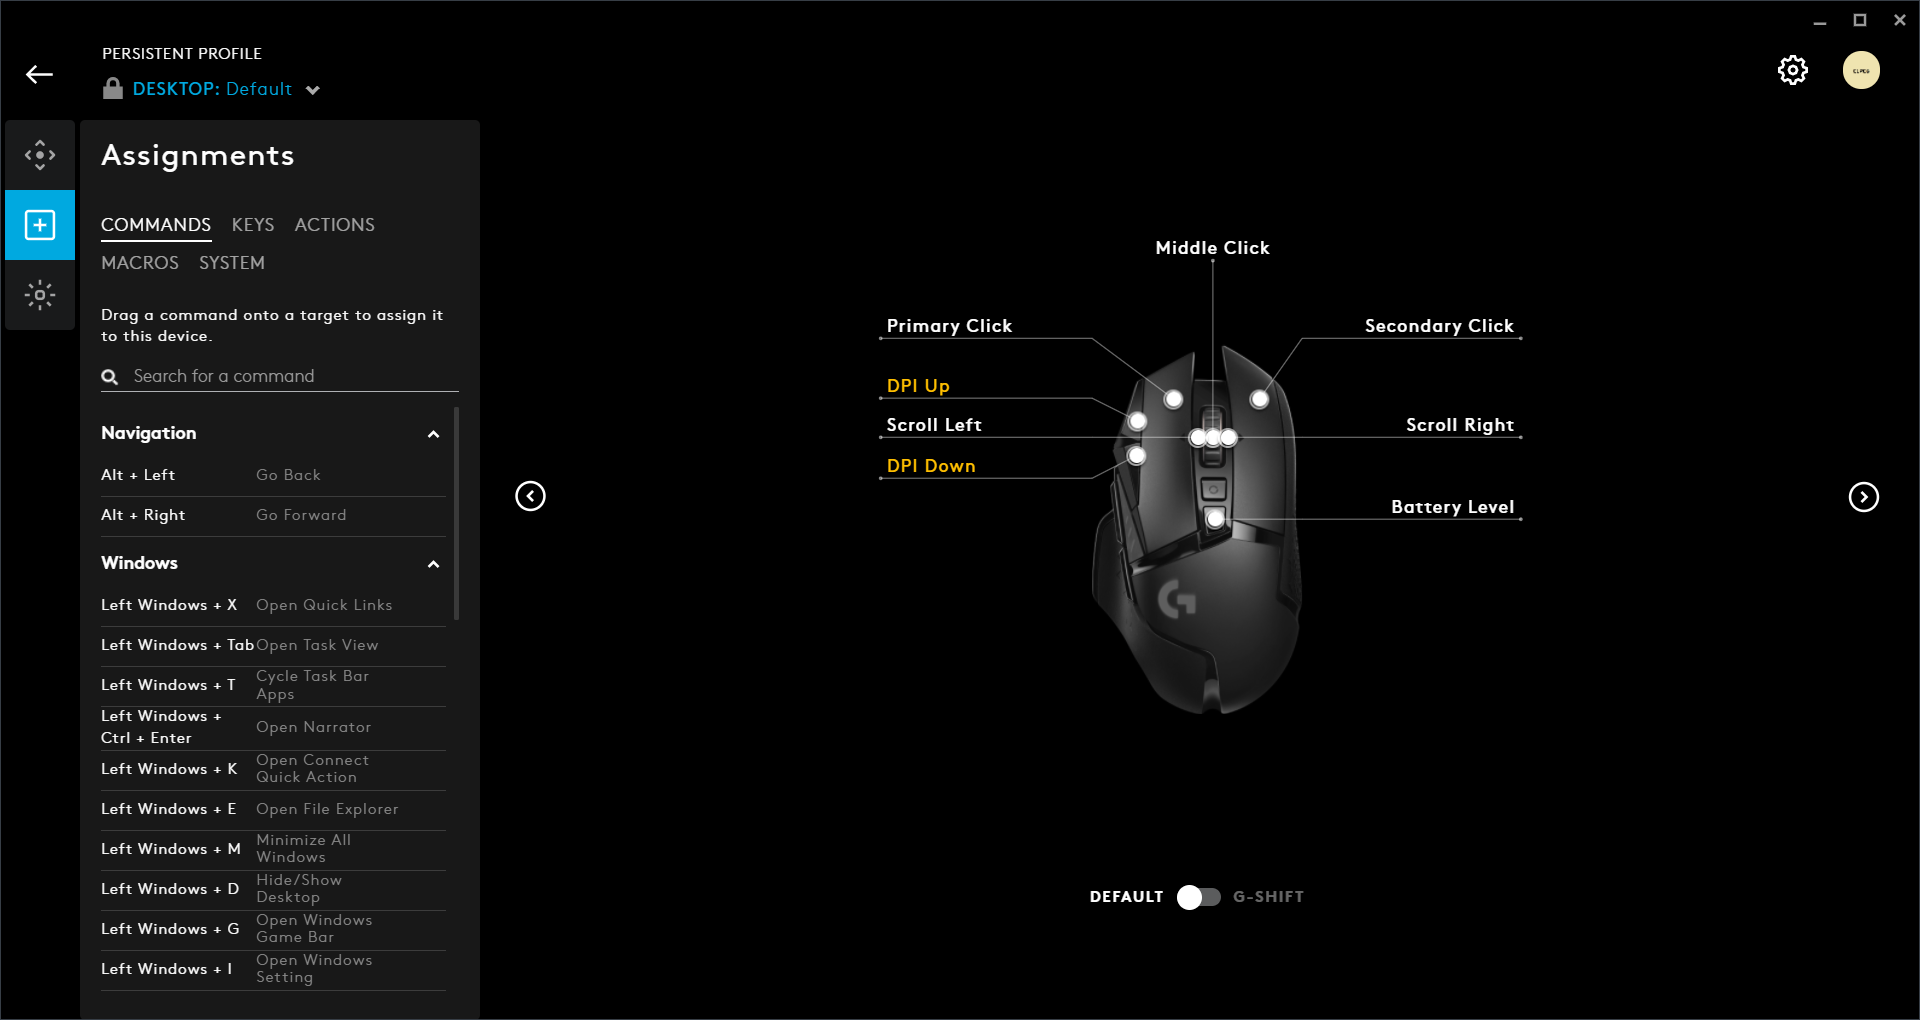 PERSISTENT PROFILE
DESKTOP: Default
Assignments
COMMANDS KEYS ACTIONS
MACROS SYSTEM
Drag a command onto a target to assign it
to this device.
Search for a command
Navigation
Alt + Left Go Back
Alt + Right Go Forward
Windows
Left Windows + X Open Quick Links
Left Windows + Tab Open Task View
Left Windows + T Cycle Task Bar
Apps
Left Windows +
Ctrl + Enter Open Narrator
Left Windows + K Open Connect
Quick Action
Left Windows + E Open File Explorer
Left Windows + M Minimize All
Windows
Left Windows + D Hide/Show
Desktop
Left Windows + G Open Windows
Game Bar
Left Windows + I Open Windows
Setting
Middle Click
Primary Click Secondary Click
DPI Up
Scroll Left Scroll Right
DPI Down
Battery Level
G
DEFAULT G-SHIFT